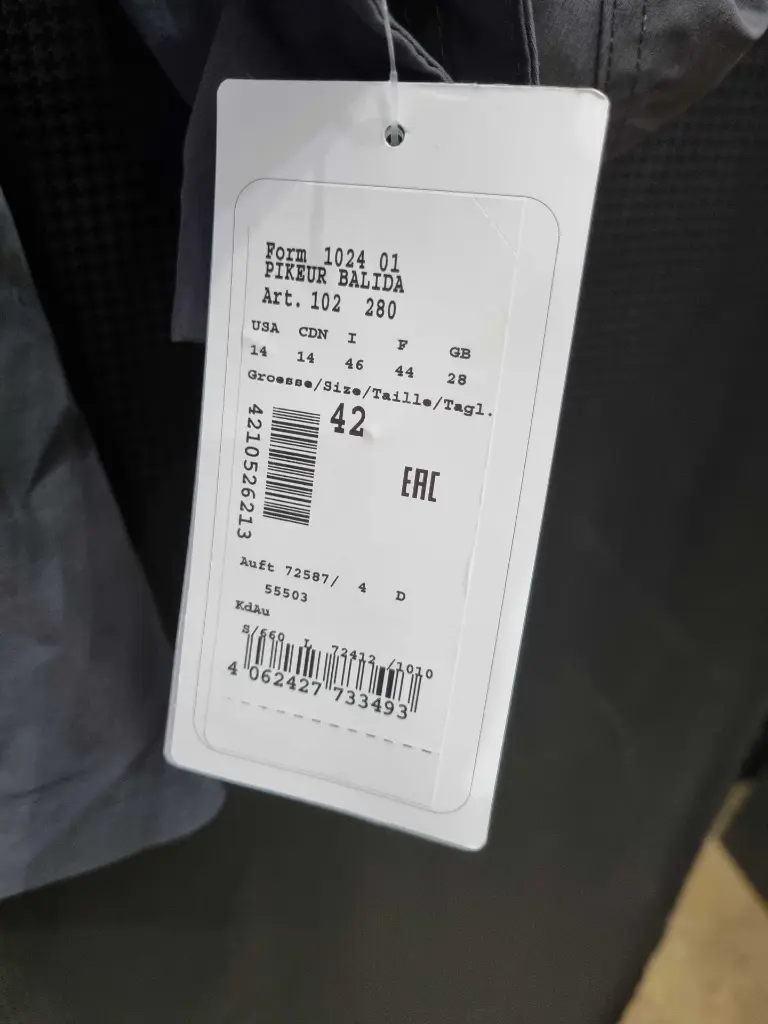 Form 1024 01
PIKEUR BALIDA
Art. 102 280
USA CDN I F GB
14 14 46 44 28
Groesse/Size/Taille/Tagl.
42
4210526213
EAC
Auft 72587/ 4 D
55503
KdAu
S/660 L 72412 /1010
4 062427 733493